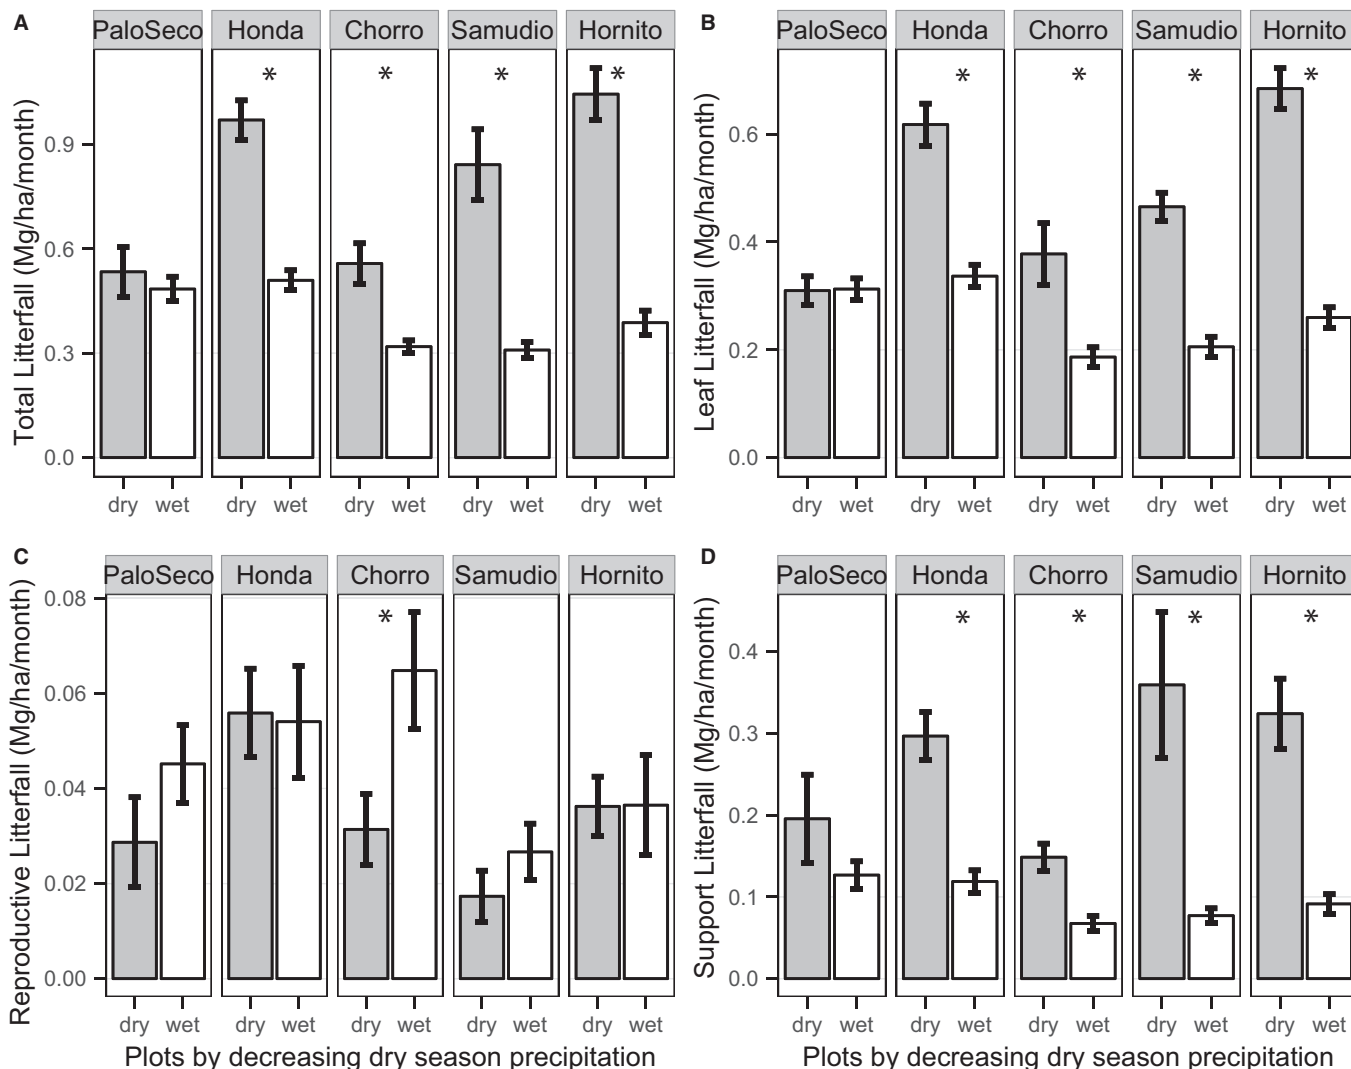 A
PaloSeco Honda Chorro Samudio Hornito
* * * *
Total Litterfall (Mg/ha/month)
0.9
0.6
0.3
0.0
dry wet dry wet dry wet dry wet dry wet
B
PaloSeco Honda Chorro Samudio Hornito
* * * *
Leaf Litterfall (Mg/ha/month)
0.6
0.4
0.2
0.0
dry wet dry wet dry wet dry wet dry wet
C
PaloSeco Honda Chorro Samudio Hornito
*
Reproductive Litterfall (Mg/ha/month)
0.08
0.06
0.04
0.02
0.00
dry wet dry wet dry wet dry wet dry wet
Plots by decreasing dry season precipitation
D
PaloSeco Honda Chorro Samudio Hornito
* * * *
Support Litterfall (Mg/ha/month)
0.4
0.3
0.2
0.1
0.0
dry wet dry wet dry wet dry wet dry wet
Plots by decreasing dry season precipitation